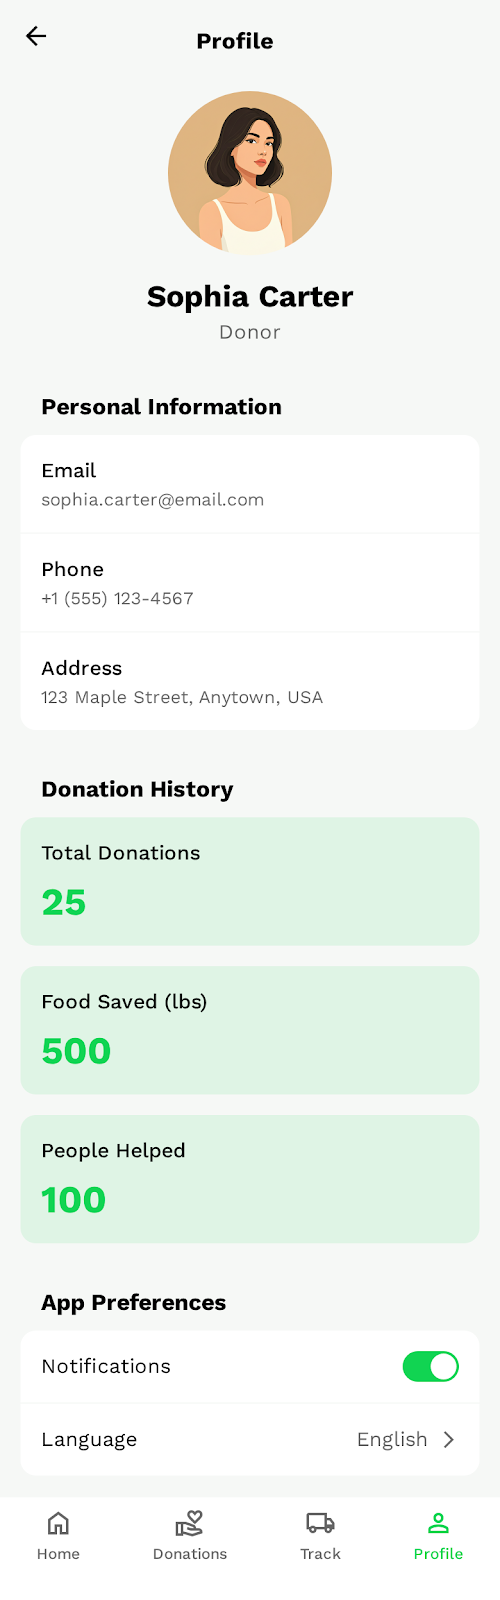 Profile
Sophia Carter
Donor
Personal Information
Email
sophia.carter@email.com
Phone
+1 (555) 123-4567
Address
123 Maple Street, Anytown, USA
Donation History
Total Donations
25
Food Saved (lbs)
500
People Helped
100
App Preferences
Notifications
Language English
Home Donations Track Profile